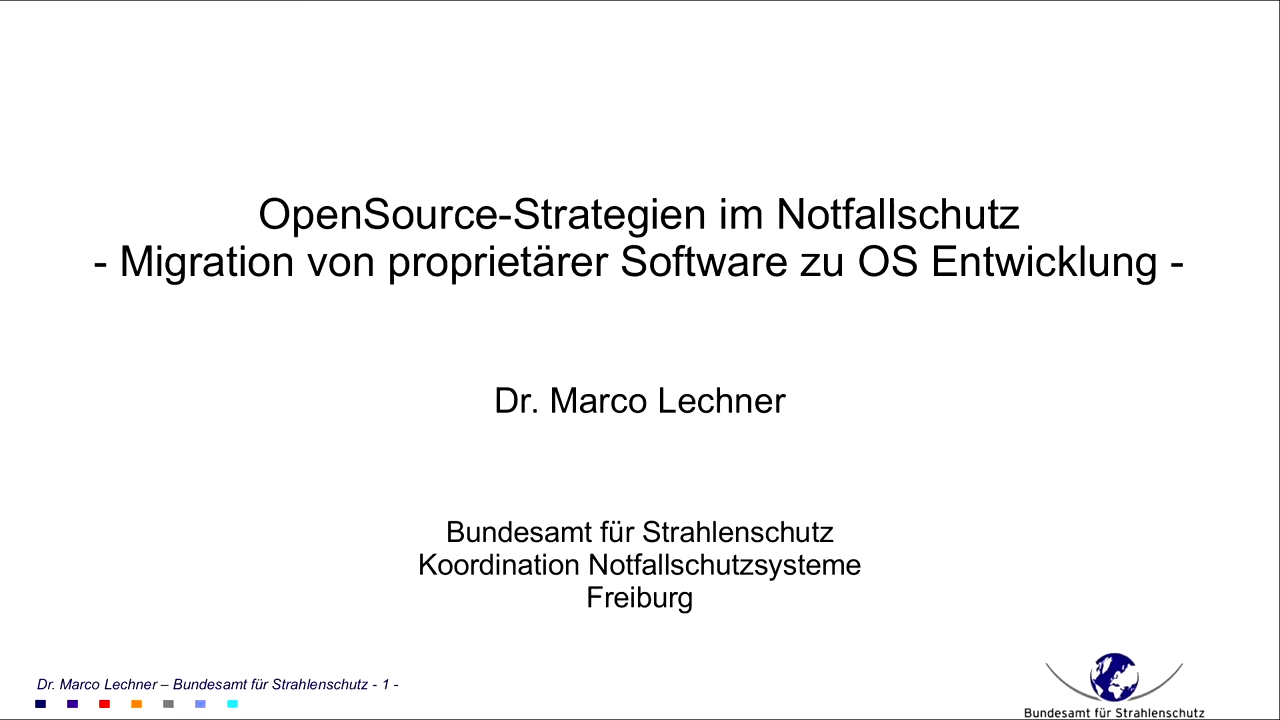 OpenSource-Strategien im Notfallschutz
- Migration von proprietärer Software zu OS Entwicklung -
Dr. Marco Lechner
Bundesamt für Strahlenschutz
Koordination Notfallschutzsysteme
Freiburg
Dr. Marco Lechner – Bundesamt für Strahlenschutz - 1 -
Bundesamt für Strahlenschutz